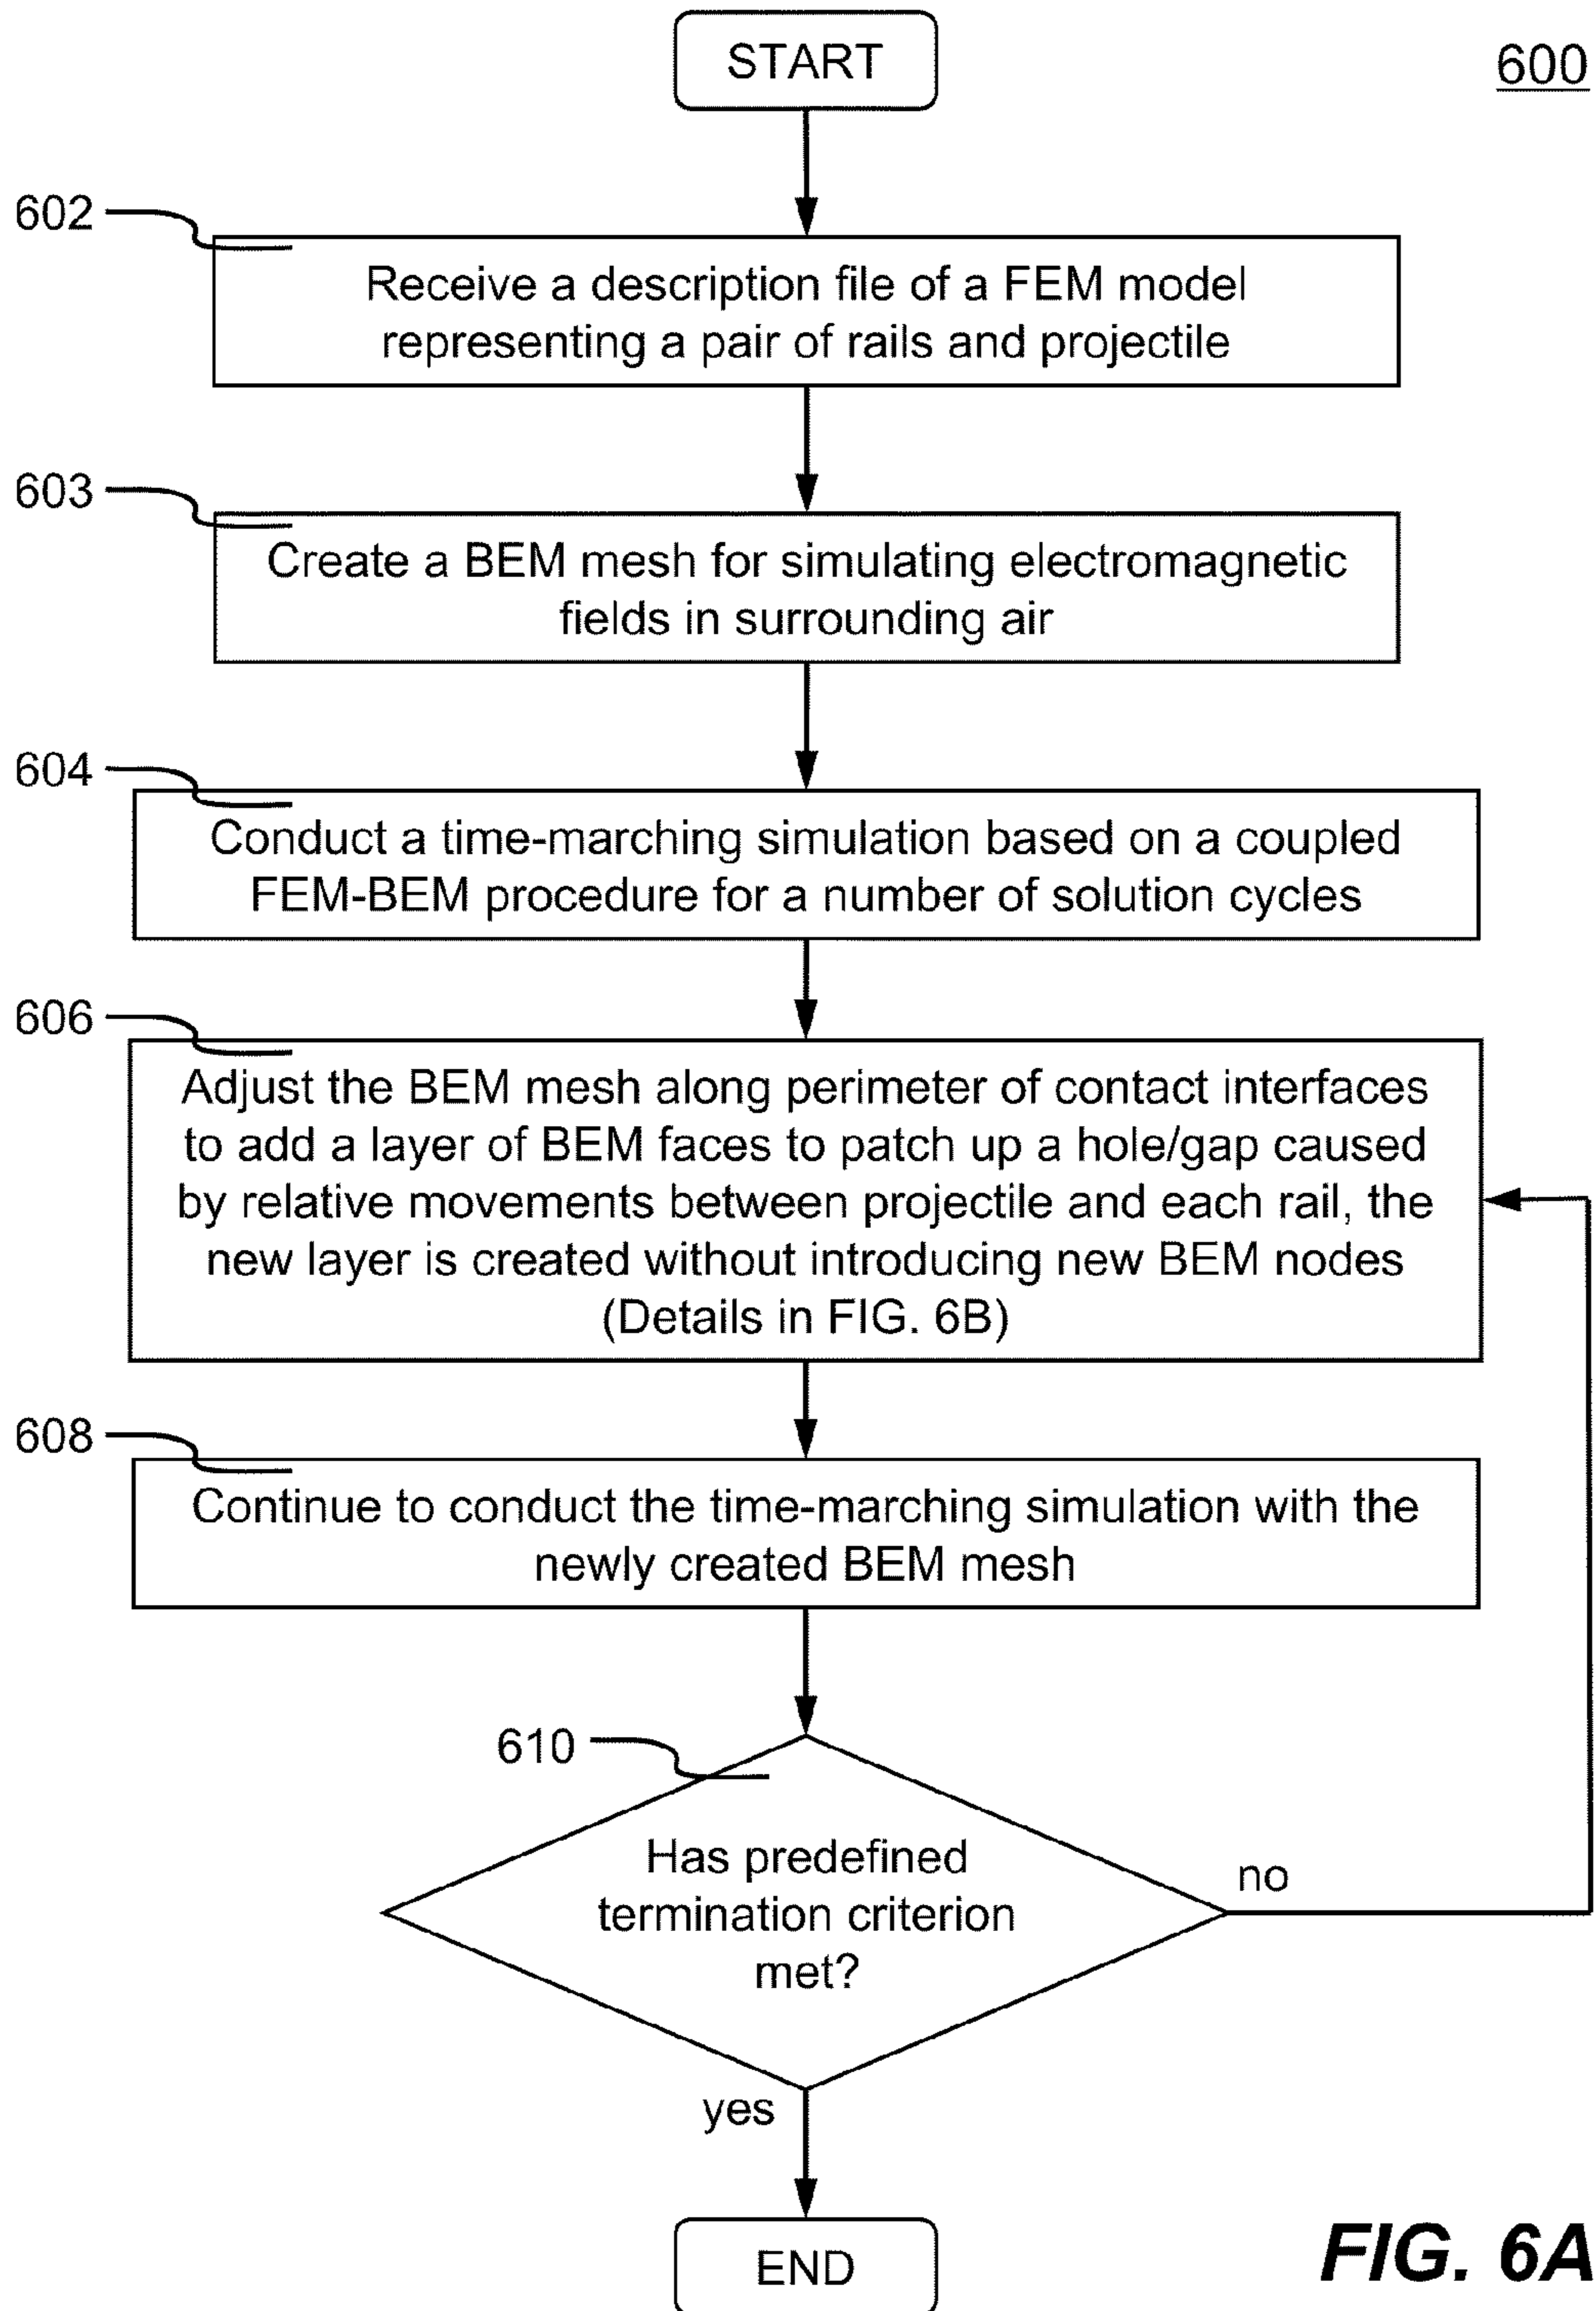 START
600
602
Receive a description file of a FEM model
representing a pair of rails and projectile
603
Create a BEM mesh for simulating electromagnetic
fields in surrounding air
604
Conduct a time-marching simulation based on a coupled
FEM-BEM procedure for a number of solution cycles
606
Adjust the BEM mesh along perimeter of contact interfaces
to add a layer of BEM faces to patch up a hole/gap caused
by relative movements between projectile and each rail, the
new layer is created without introducing new BEM nodes
(Details in FIG. 6B)
608
Continue to conduct the time-marching simulation with the
newly created BEM mesh
610
Has predefined
termination criterion
met?
no
yes
END
FIG. 6A